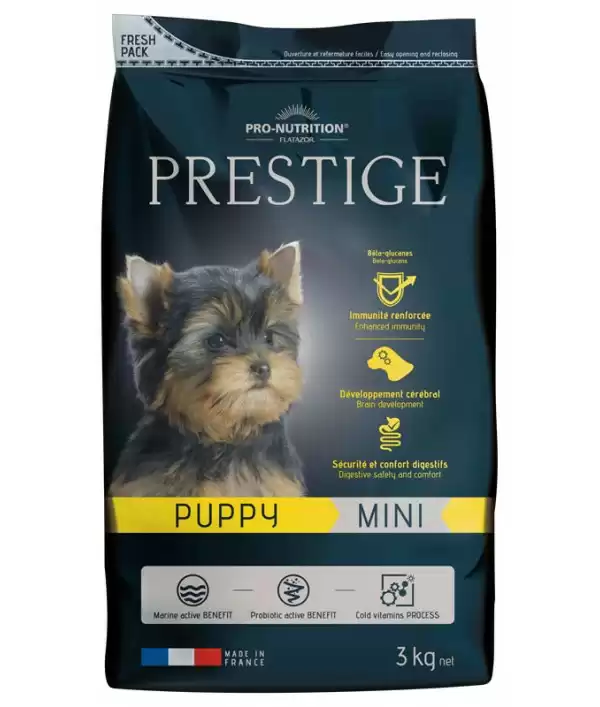 FRESH
PACK
Ouverture et refermeture faciles / Easy opening and reclosing
PRO-NUTRITION®
FLATAZOR
PRESTIGE
Béta-glucanes
Beta-glucans
Immunité renforcée
Enhanced immunity
Développement cérébral
Brain development
Sécurité et confort digestifs
Digestive safety and comfort
PUPPY MINI
Marine active BENEFIT
Probiotic active BENEFIT
Cold vitamins PROCESS
MADE IN
FRANCE
3 kg net